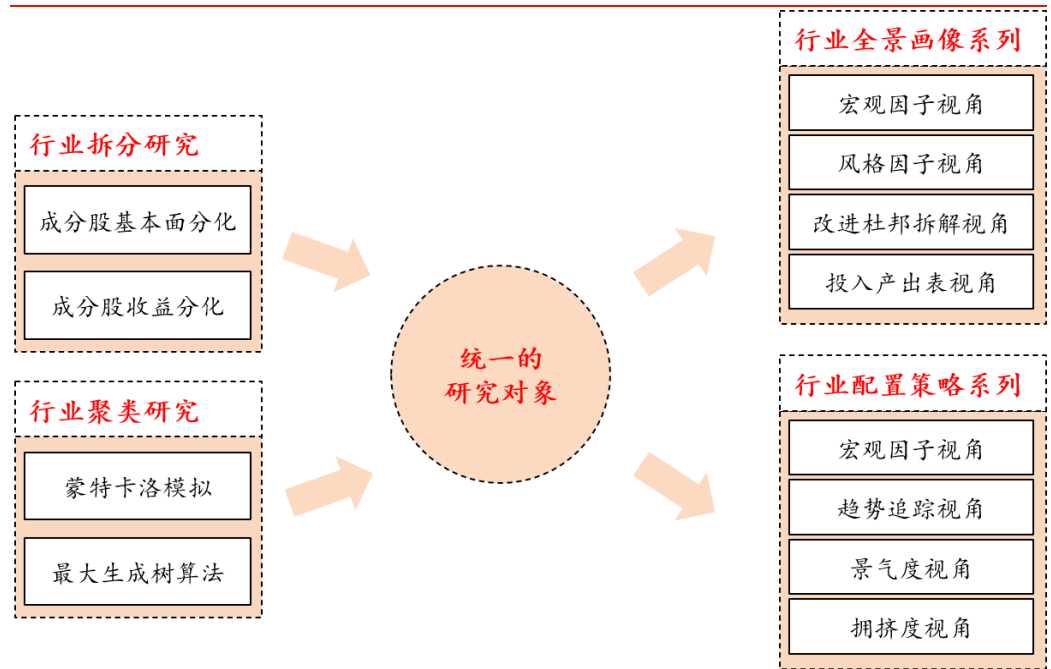 行业拆分研究
成分股基本面分化
成分股收益分化
行业聚类研究
蒙特卡洛模拟
最大生成树算法
统一的
研究对象
行业全景画像系列
宏观因子视角
风格因子视角
改进杜邦拆解视角
投入产出表视角
行业配置策略系列
宏观因子视角
趋势追踪视角
景气度视角
拥挤度视角